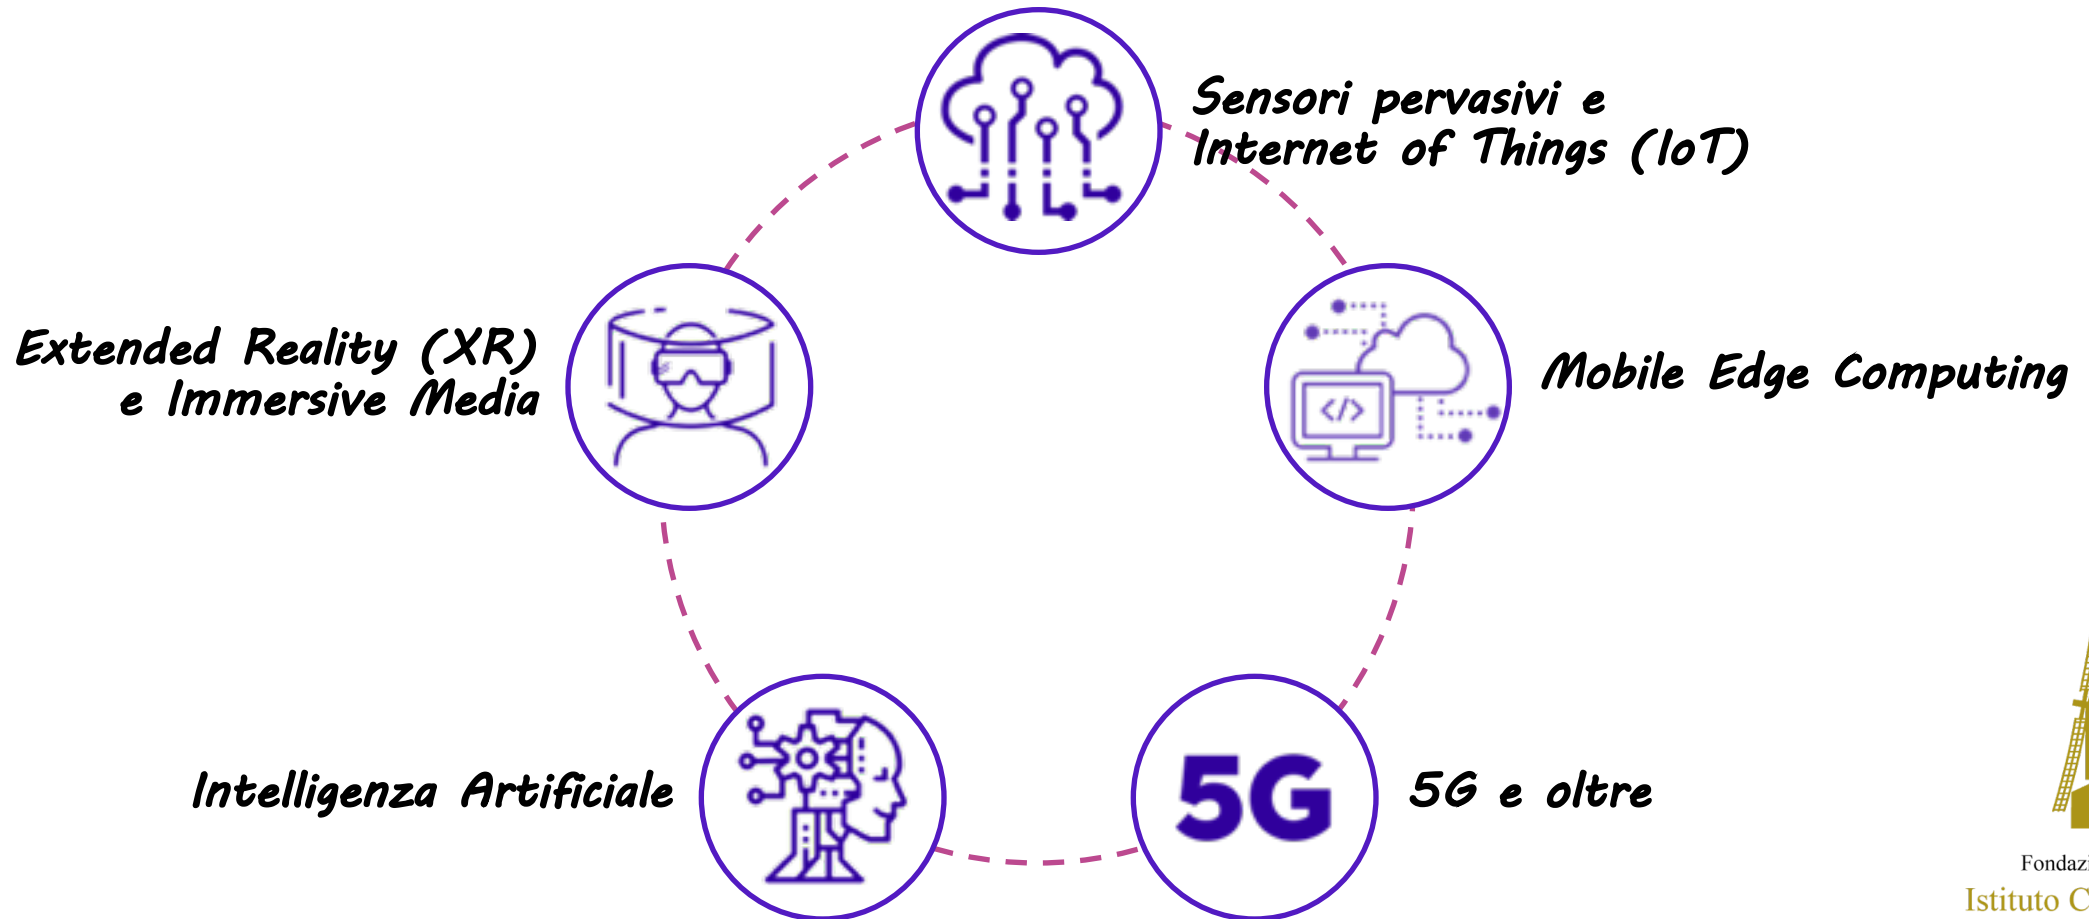 Sensori pervasivi e
Internet of Things (IoT)
Extended Reality (XR)
e Immersive Media
Mobile Edge Computing
</>
Intelligenza Artificiale
5G
5G e oltre
Istituto